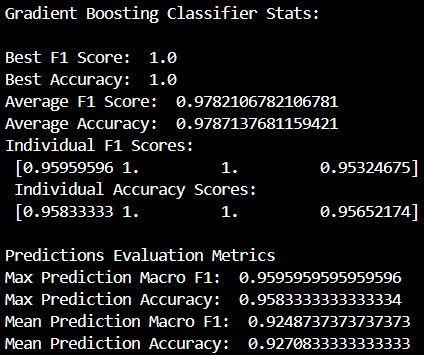 Gradient Boosting Classifier Stats:
Best F1 Score:  1.0
Best Accuracy:  1.0
Average F1 Score:  0.9782106782106781
Average Accuracy:  0.9787137681159421
Individual F1 Scores:
 [0.95959596 1.         1.         0.95324675]
 Individual Accuracy Scores:
 [0.95833333 1.         1.         0.95652174]
Predictions Evaluation Metrics
Max Prediction Macro F1:  0.9595959595959596
Max Prediction Accuracy:  0.9583333333333334
Mean Prediction Macro F1:  0.9248737373737373
Mean Prediction Accuracy:  0.9270833333333333